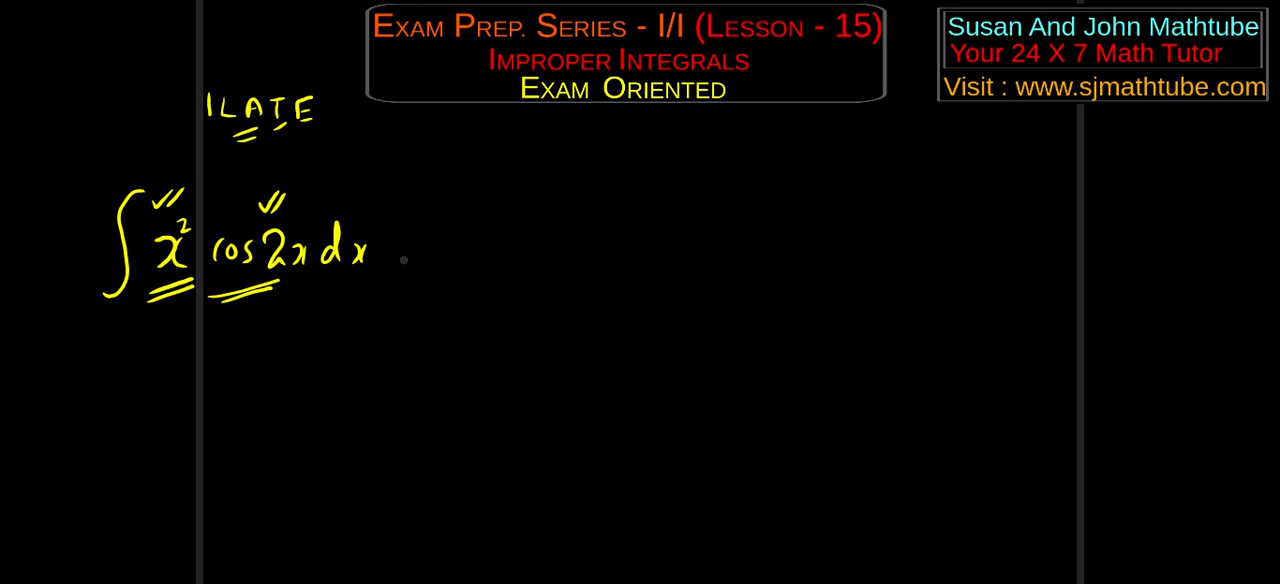 EXAM PREP. SERIES - I/I (LESSON - 15)
IMPROPER INTEGRALS
EXAM ORIENTED
Susan And John Mathtube
Your 24 X 7 Math Tutor
Visit : www.sjmathtube.com
ILATE
∫ x² cos 2x dx